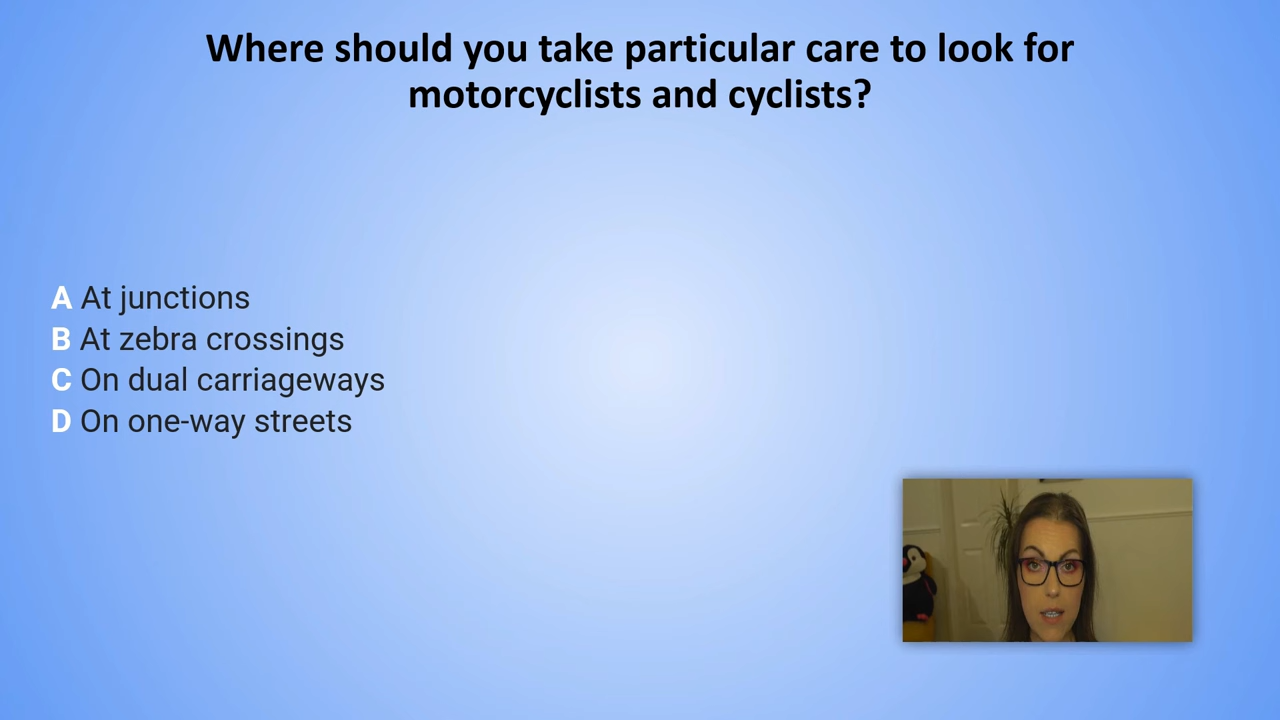 Where should you take particular care to look for
motorcyclists and cyclists?
A At junctions
B At zebra crossings
C On dual carriageways
D On one-way streets